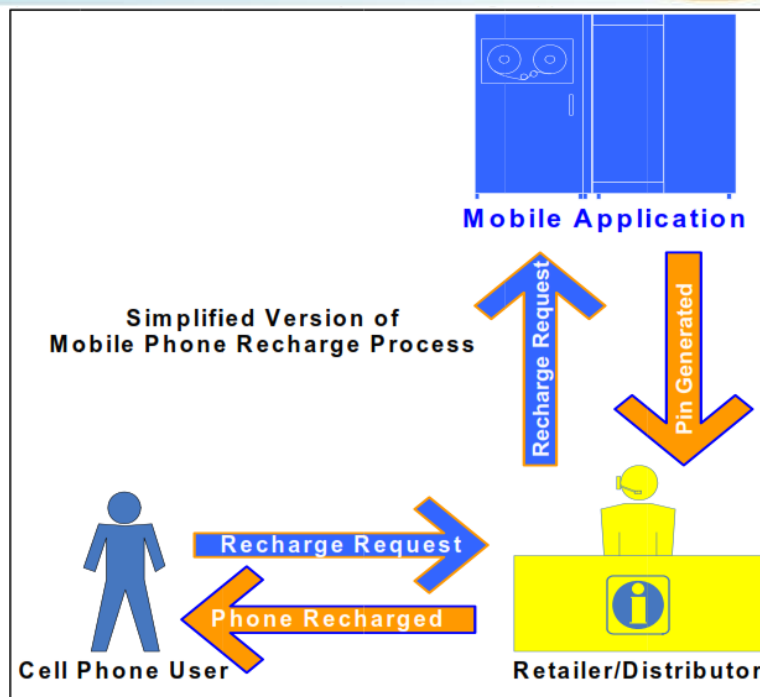 Mobile Application
Simplified Version of
Mobile Phone Recharge Process
Recharge Request
Pin Generated
Recharge Request
Phone Recharged
Cell Phone User
Retailer/Distributor